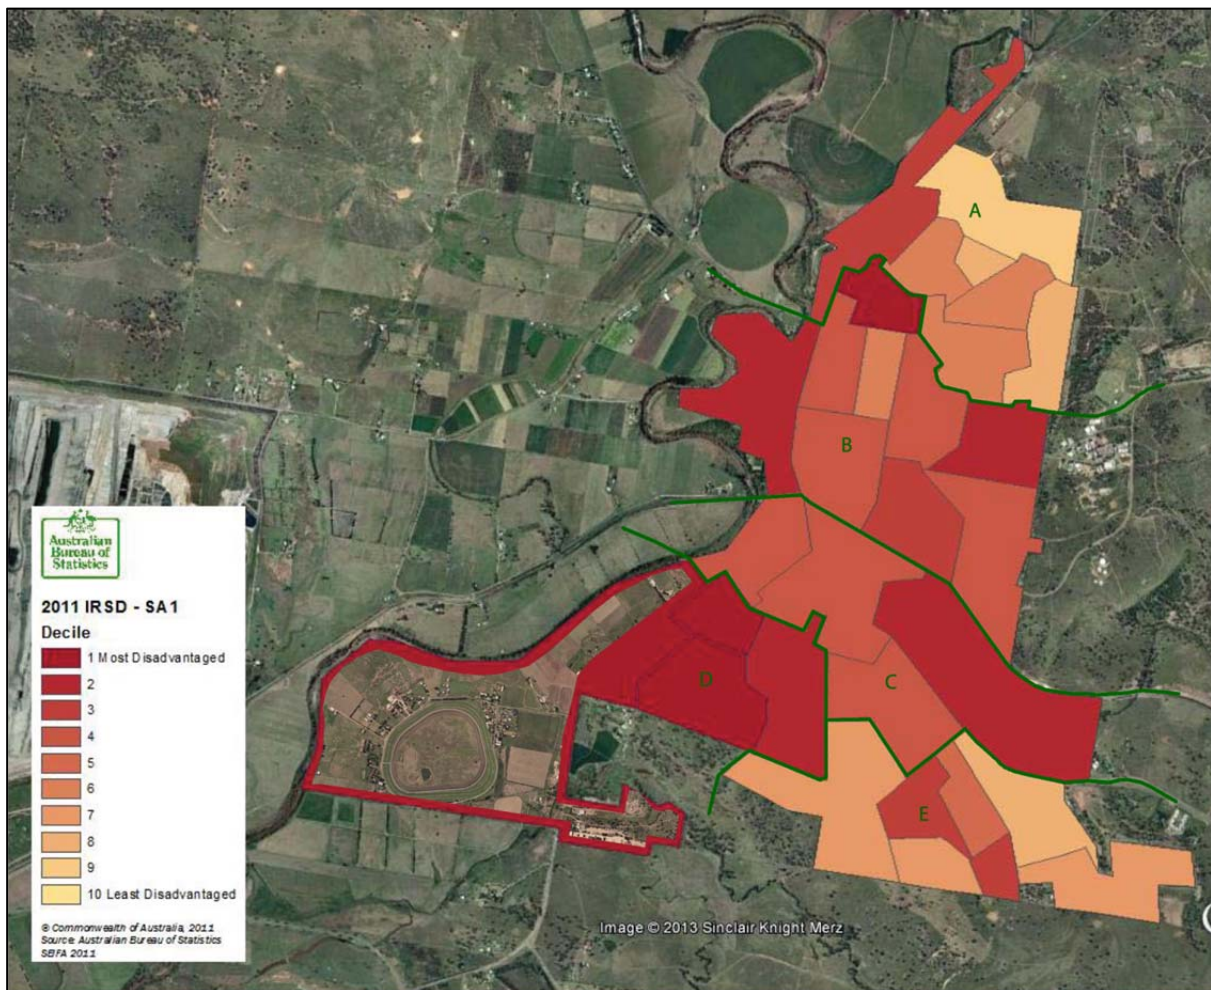 A
B
C
D
E
Australian
Bureau of
Statistics
2011 IRSD - SA1
Decile
1 Most Disadvantaged
2
3
4
5
6
7
8
9
10 Least Disadvantaged
© Commonwealth of Australia, 2011
Source: Australian Bureau of Statistics
SEIFA 2011
Image © 2013 Sinclair Knight Merz